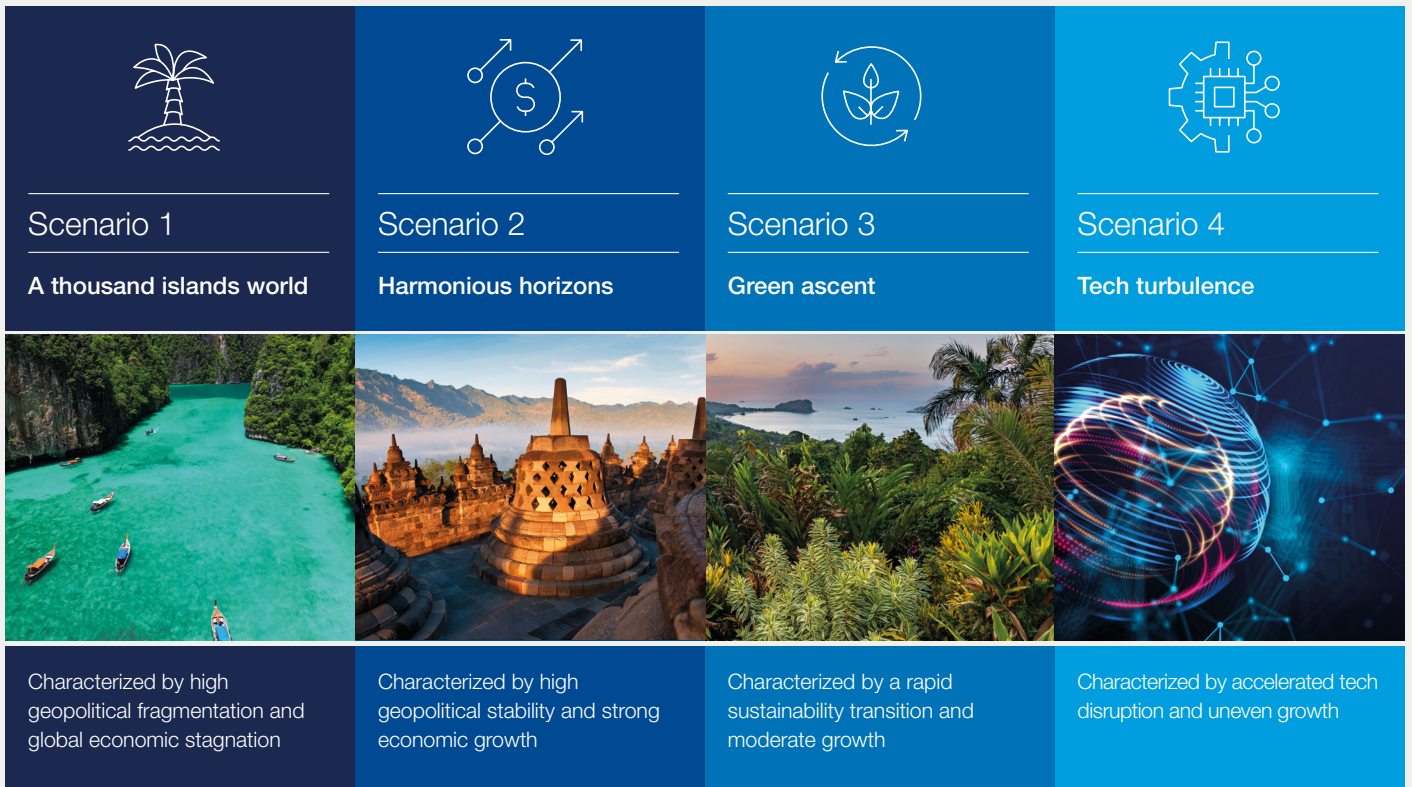 $
Scenario 1
A thousand islands world
Characterized by high
geopolitical fragmentation and
global economic stagnation
Scenario 2
Harmonious horizons
Characterized by high
geopolitical stability and strong
economic growth
Scenario 3
Green ascent
Characterized by a rapid
sustainability transition and
moderate growth
Scenario 4
Tech turbulence
Characterized by accelerated tech
disruption and uneven growth